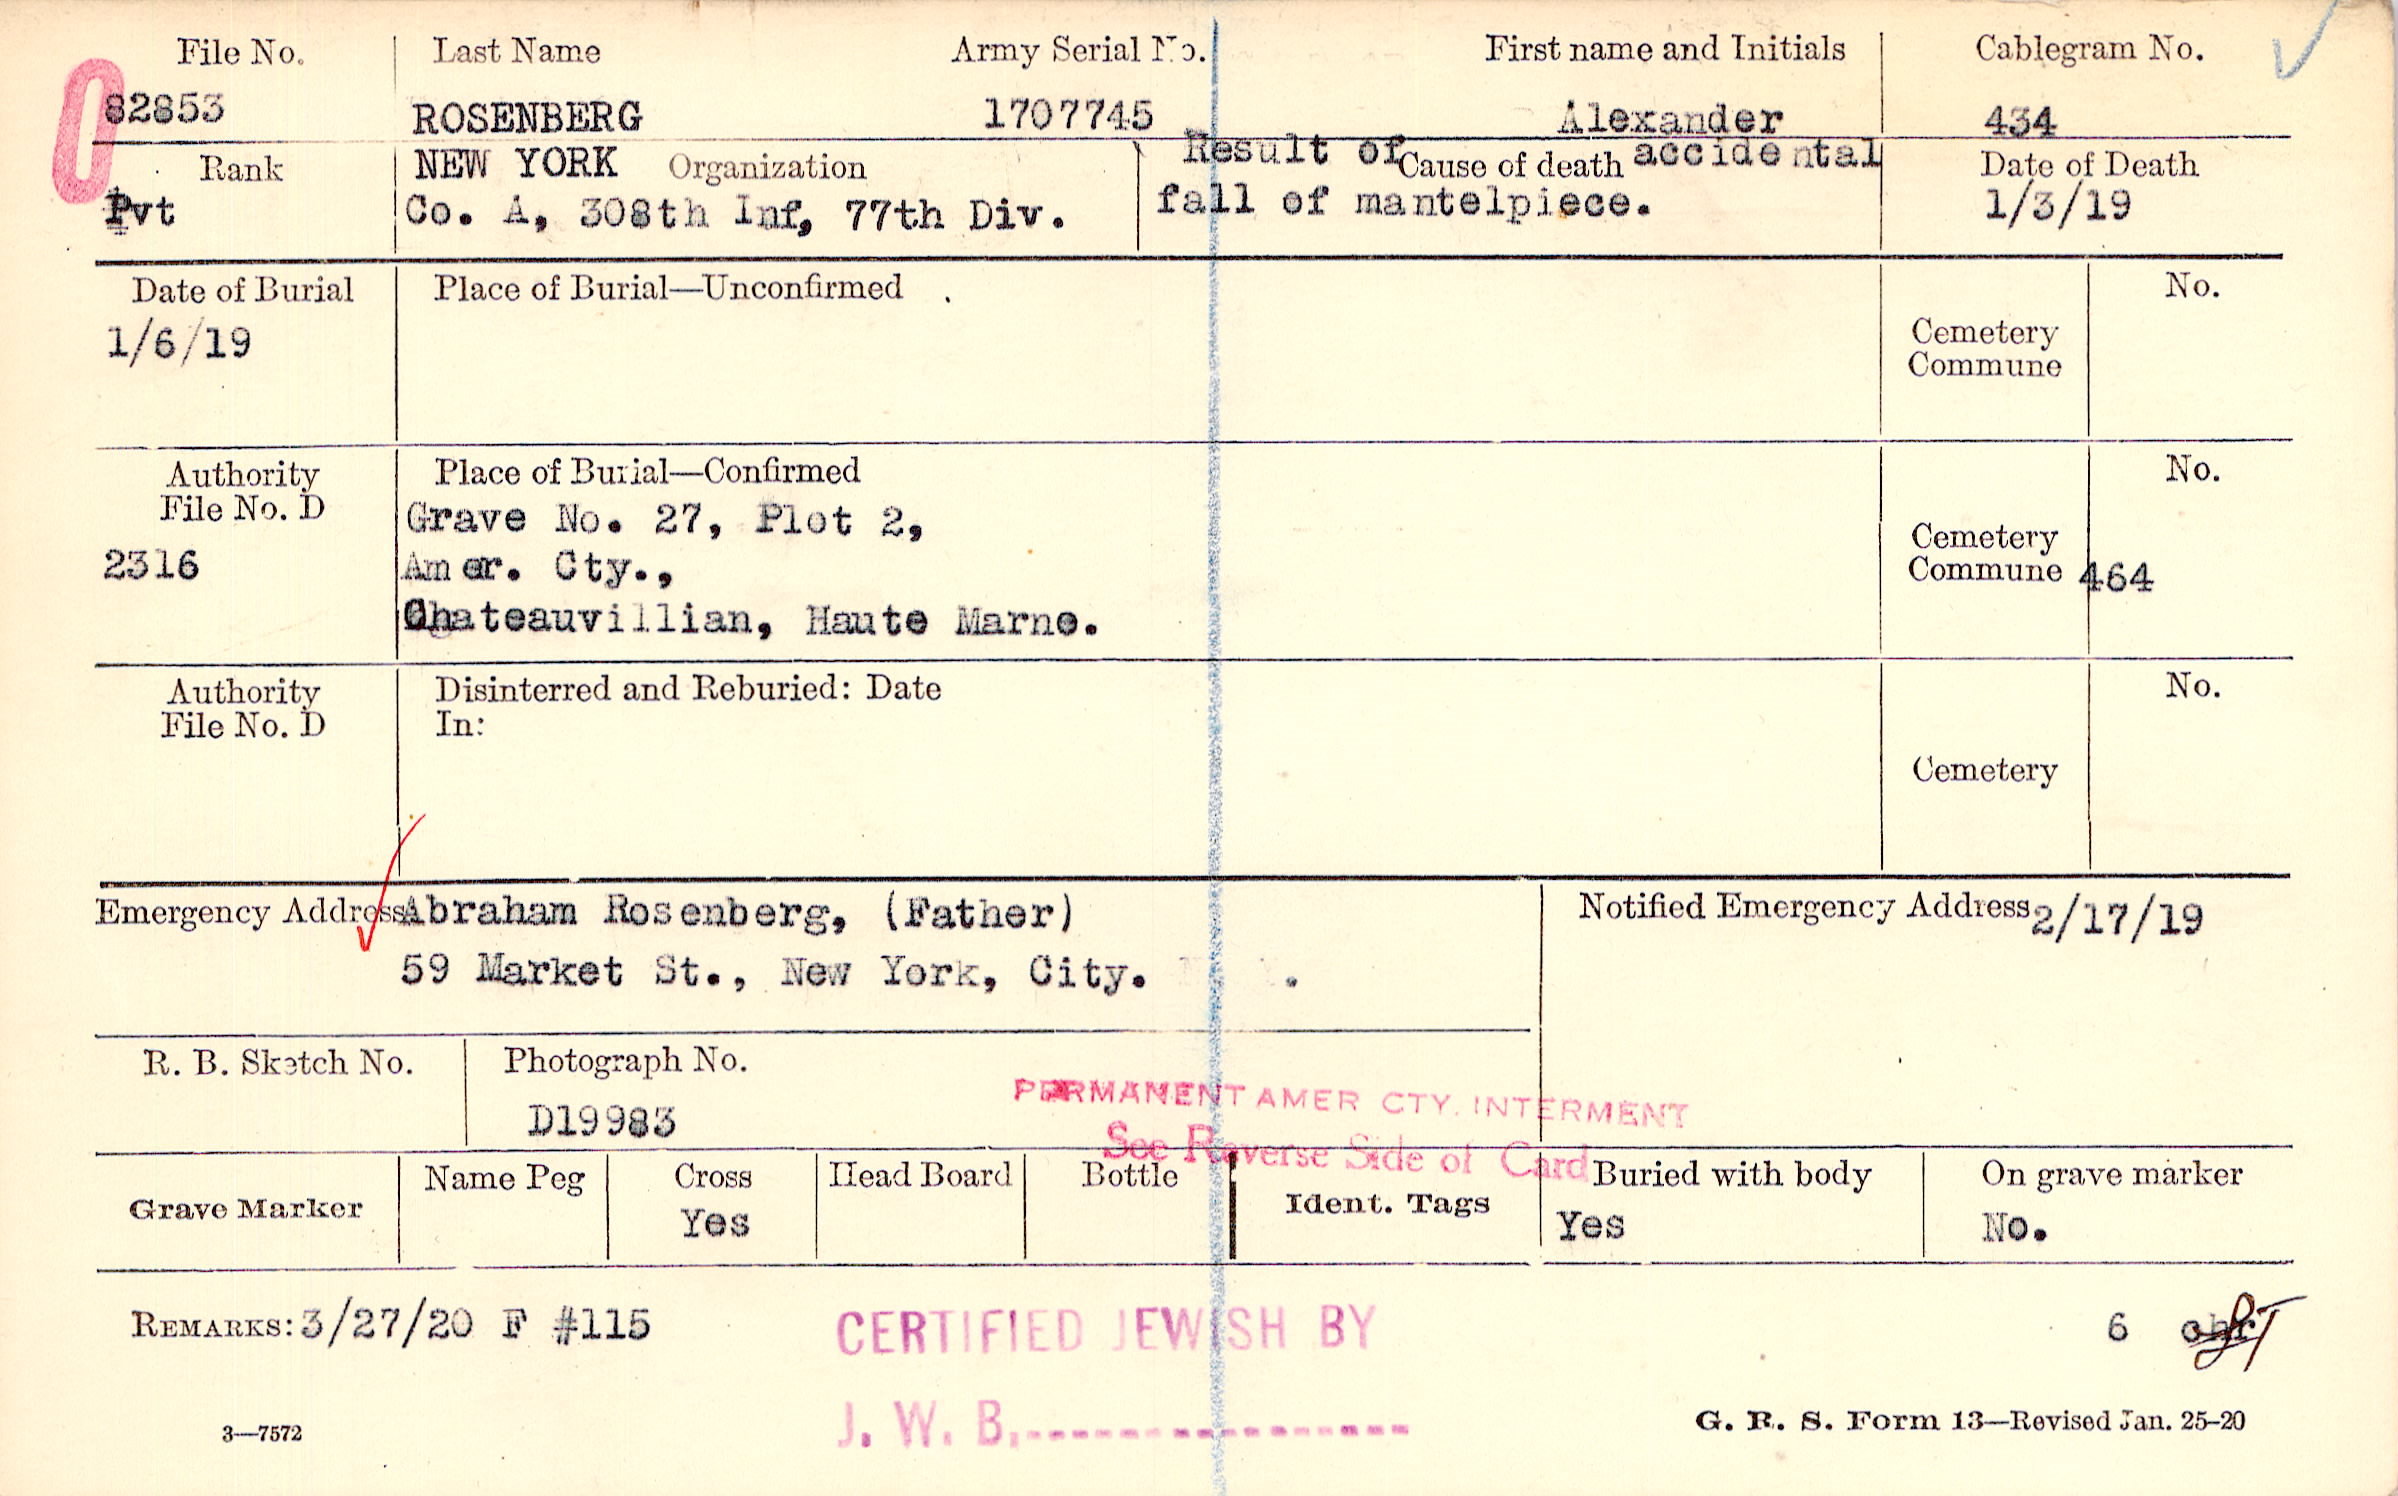 File No. Last Name Army Serial No. First name and Initials Cablegram No.
82853 ROSENBERG 1707745 Alexander 434
Rank NEW YORK Organization Result of Cause of death accidental Date of Death
Pvt Co. A, 308th Inf, 77th Div. fall of mantelpiece. 1/3/19
Date of Burial Place of Burial—Unconfirmed No.
1/6/19 Cemetery
Commune
Authority Place of Burial—Confirmed No.
File No. D Grave No. 27, Plot 2,
2316 Amer. Cty., Cemetery
Commune 464
Chateauvillian, Haute Marne.
Authority Disinterred and Reburied: Date No.
File No. D In:
Cemetery
Emergency Address Abraham Rosenberg, (Father) Notified Emergency Address 2/17/19
59 Market St., New York, City.
R. B. Sketch No. Photograph No.
D19983
PERMANENT AMER CTY. INTERMENT
See Reverse Side of Card
Grave Marker Name Peg Cross Head Board Bottle Ident. Tags Buried with body On grave marker
Yes Yes No.
REMARKS: 3/27/20 F #115 6
CERTIFIED JEWISH BY
J. W. B.
3—7572 G. R. S. Form 13—Revised Jan. 25-20